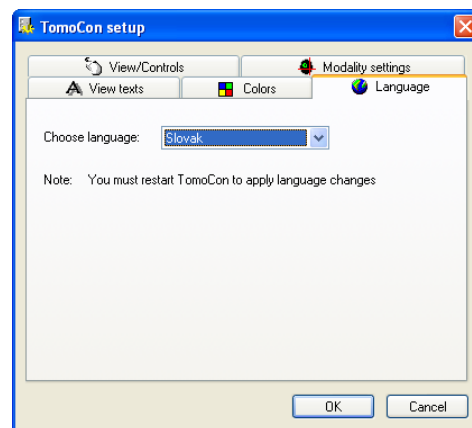 TomoCon setup
View/Controls
Modality settings
View texts
Colors
Language
Choose language:
Slovak
Note: You must restart TomoCon to apply language changes
OK
Cancel